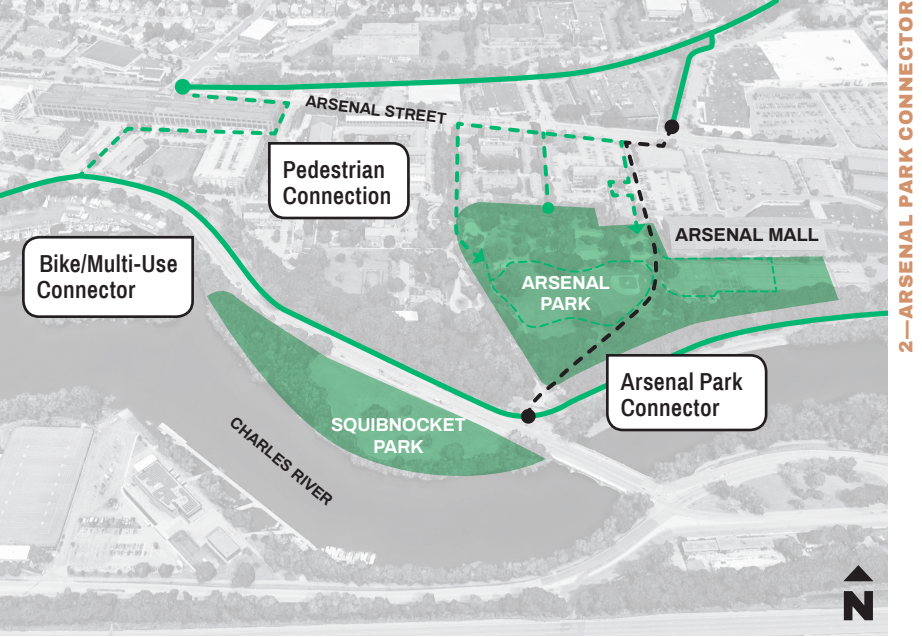 ARSENAL STREET
Pedestrian
Connection
ARSENAL MALL
Bike/Multi-Use
Connector
ARSENAL
PARK
Arsenal Park
Connector
SQUIBNOCKET
PARK
CHARLES RIVER
N
2—ARSENAL PARK CONNECTOR